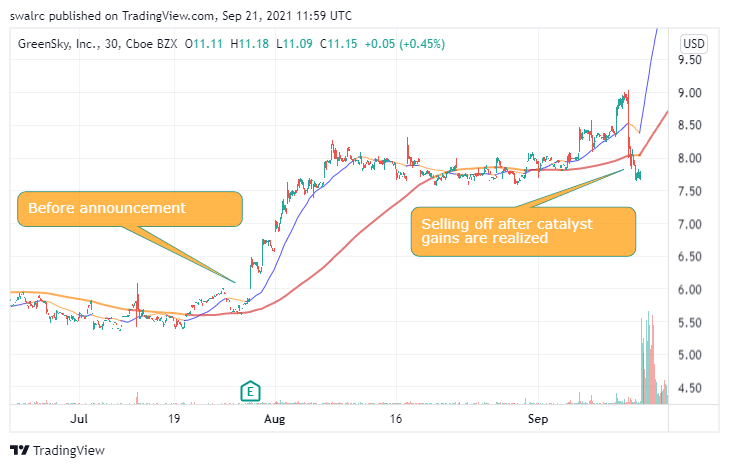 swalrc published on TradingView.com, Sep 21, 2021 11:59 UTC
GreenSky, Inc., 30, Cboe BZX O11.11 H11.18 L11.09 C11.15 +0.05 (+0.45%)
USD
9.50
9.00
8.50
8.00
7.50
7.00
6.50
6.00
5.50
5.00
4.50
Before announcement
Selling off after catalyst
gains are realized
E
Jul 19 Aug 16 Sep
TradingView